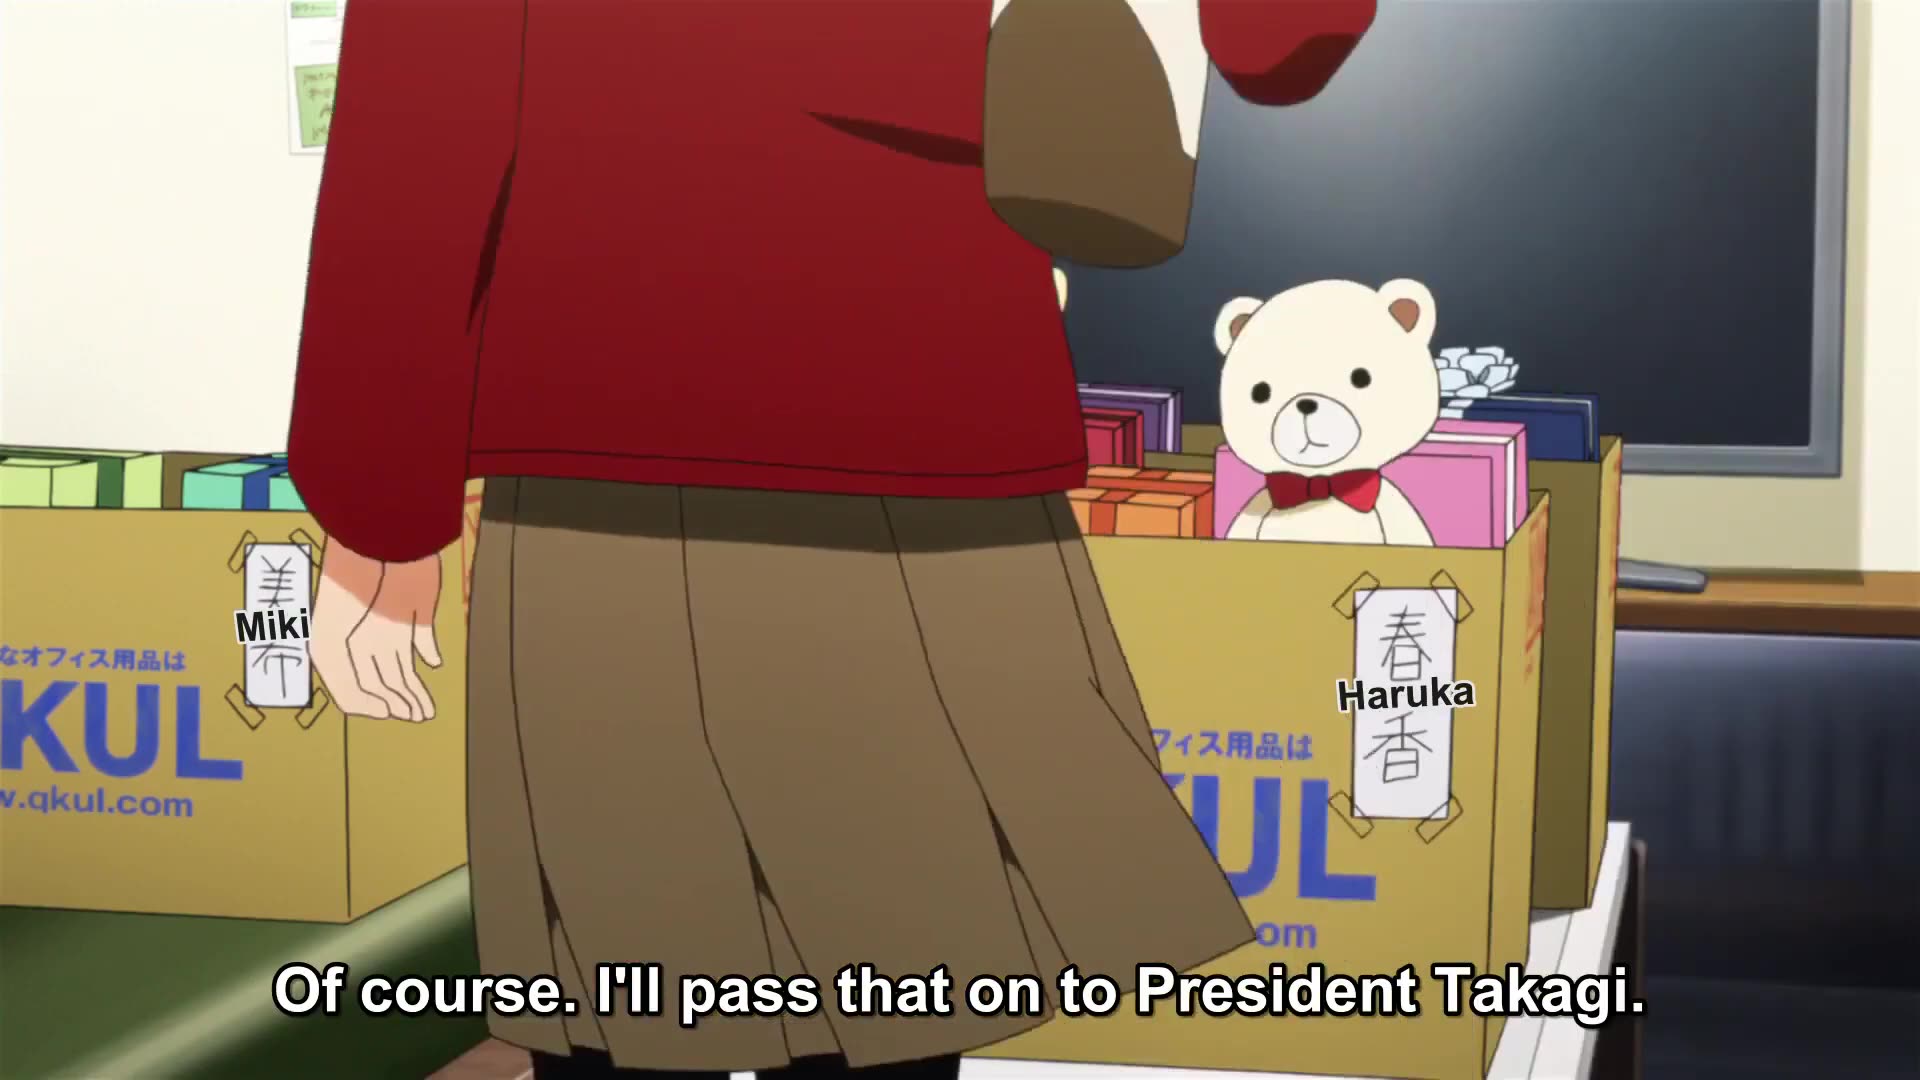 美
Miki
布
なオフィス用品は
KUL
w.qkul.com
春
Haruka
香
フィス用品は
KUL
om
Of course. I'll pass that on to President Takagi.